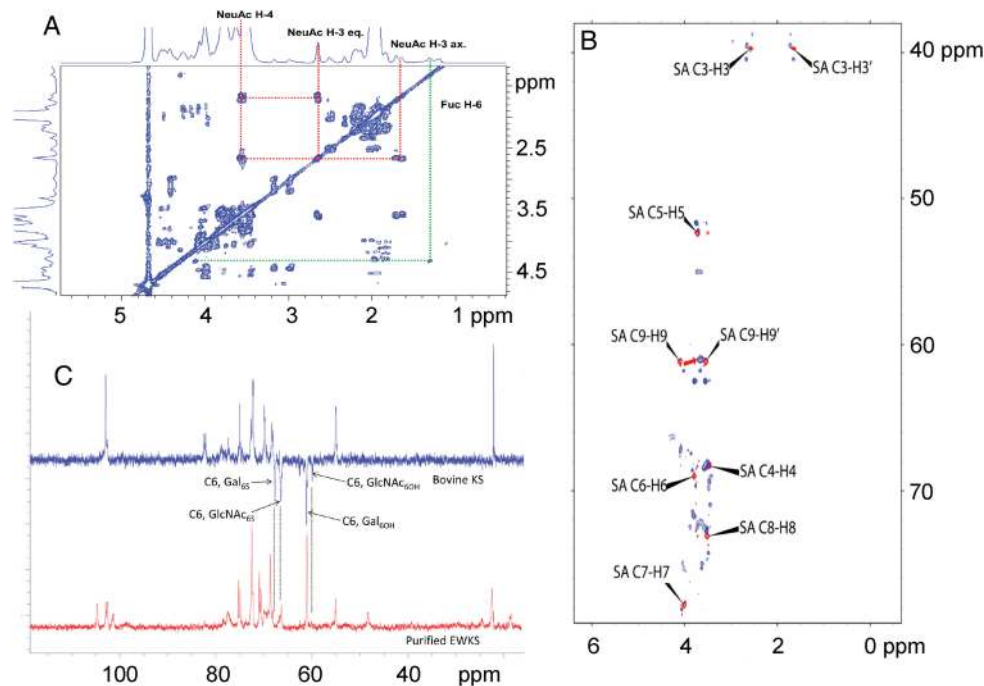 A
NeuAc H-4
NeuAc H-3 eq.
NeuAc H-3 ax.
ppm
Fuc H-6
2.5
3.5
4.5
5 4 3 2 1 ppm
B
40 ppm
SA C3-H3 SA C3-H3'
50
SA C5-H5
60
SA C9-H9 SA C9-H9'
SA C4-H4
SA C6-H6
70
SA C8-H8
SA C7-H7
6 4 2 0 ppm
C
Bovine KS
C6, Gal6S
C6, GlcNAc6OH
C6, GlcNAc6S
C6, Gal6OH
Purified EWKS
100 80 60 40 ppm